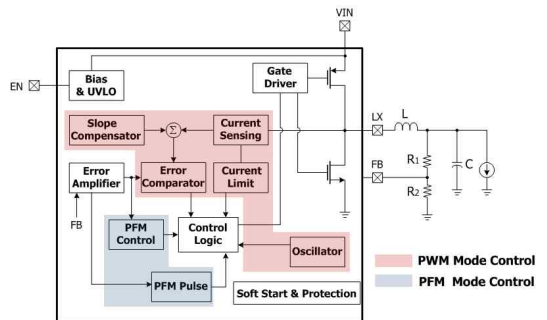 VIN
EN
Bias
& UVLO
Gate
Driver
LX
L
Slope
Compensator
Σ
Current
Sensing
FB
R1
C
R2
Error
Amplifier
Error
Comparator
Current
Limit
FB
PFM
Control
Control
Logic
Oscillator
PWM Mode Control
PFM Pulse
PFM Mode Control
Soft Start & Protection